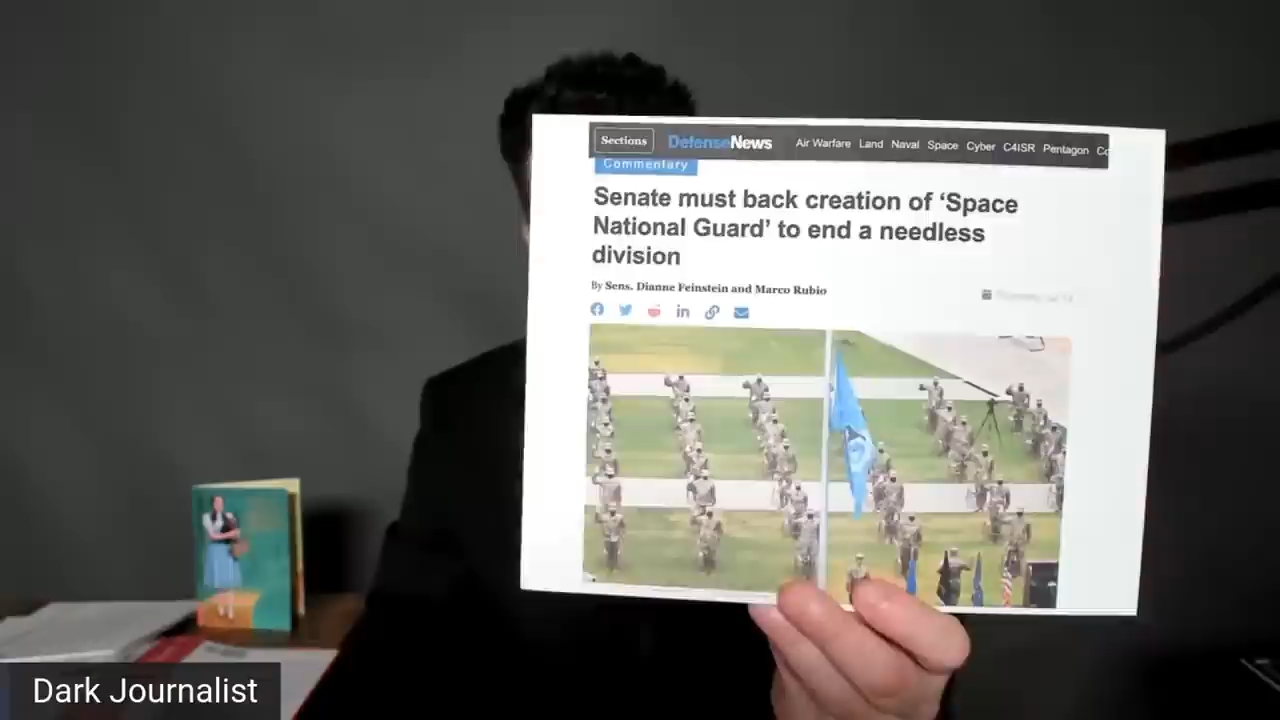 Sections DefenseNews Air Warfare Land Naval Space Cyber C4ISR Pentagon
Commentary
Senate must back creation of ‘Space
National Guard’ to end a needless
division
By Sens. Dianne Feinstein and Marco Rubio
Dark Journalist